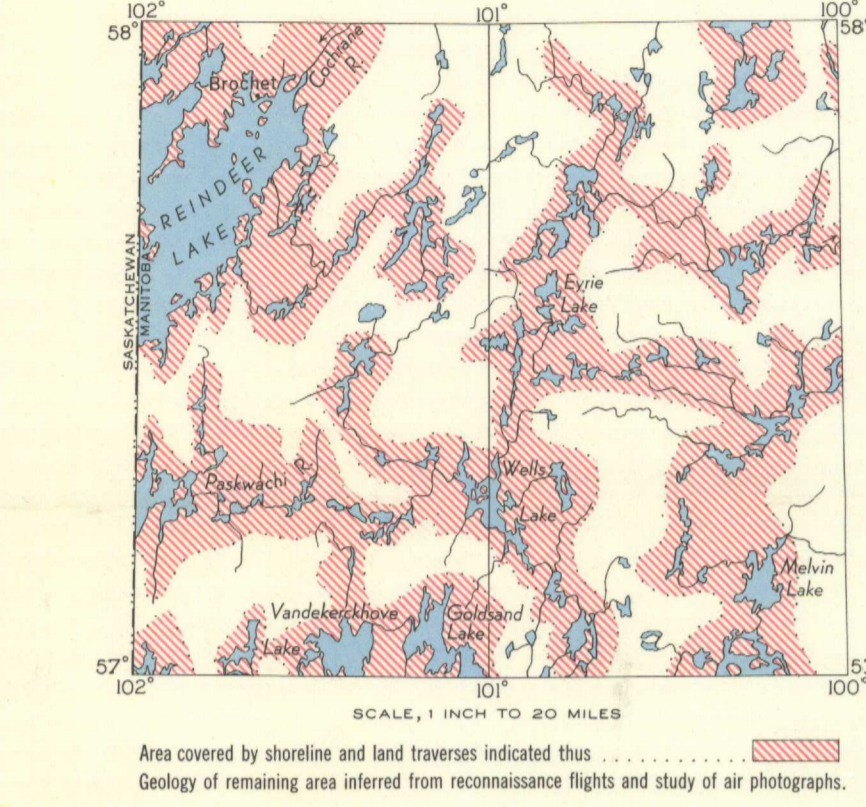 102° 101° 100°
58° 58°
Cochrane
R.
Brochet
REINDEER
LAKE
SASKATCHEWAN
MANITOBA
Eyrie
Lake
Wells
Lake
Paskwachi R.
Melvin
Lake
Vandekerckhove
Lake
Goldsand
Lake
57° 57
102° 101° 100°
SCALE, 1 INCH TO 20 MILES
Area covered by shoreline and land traverses indicated thus . . . . . . . . . . . .
Geology of remaining area inferred from reconnaissance flights and study of air photographs.